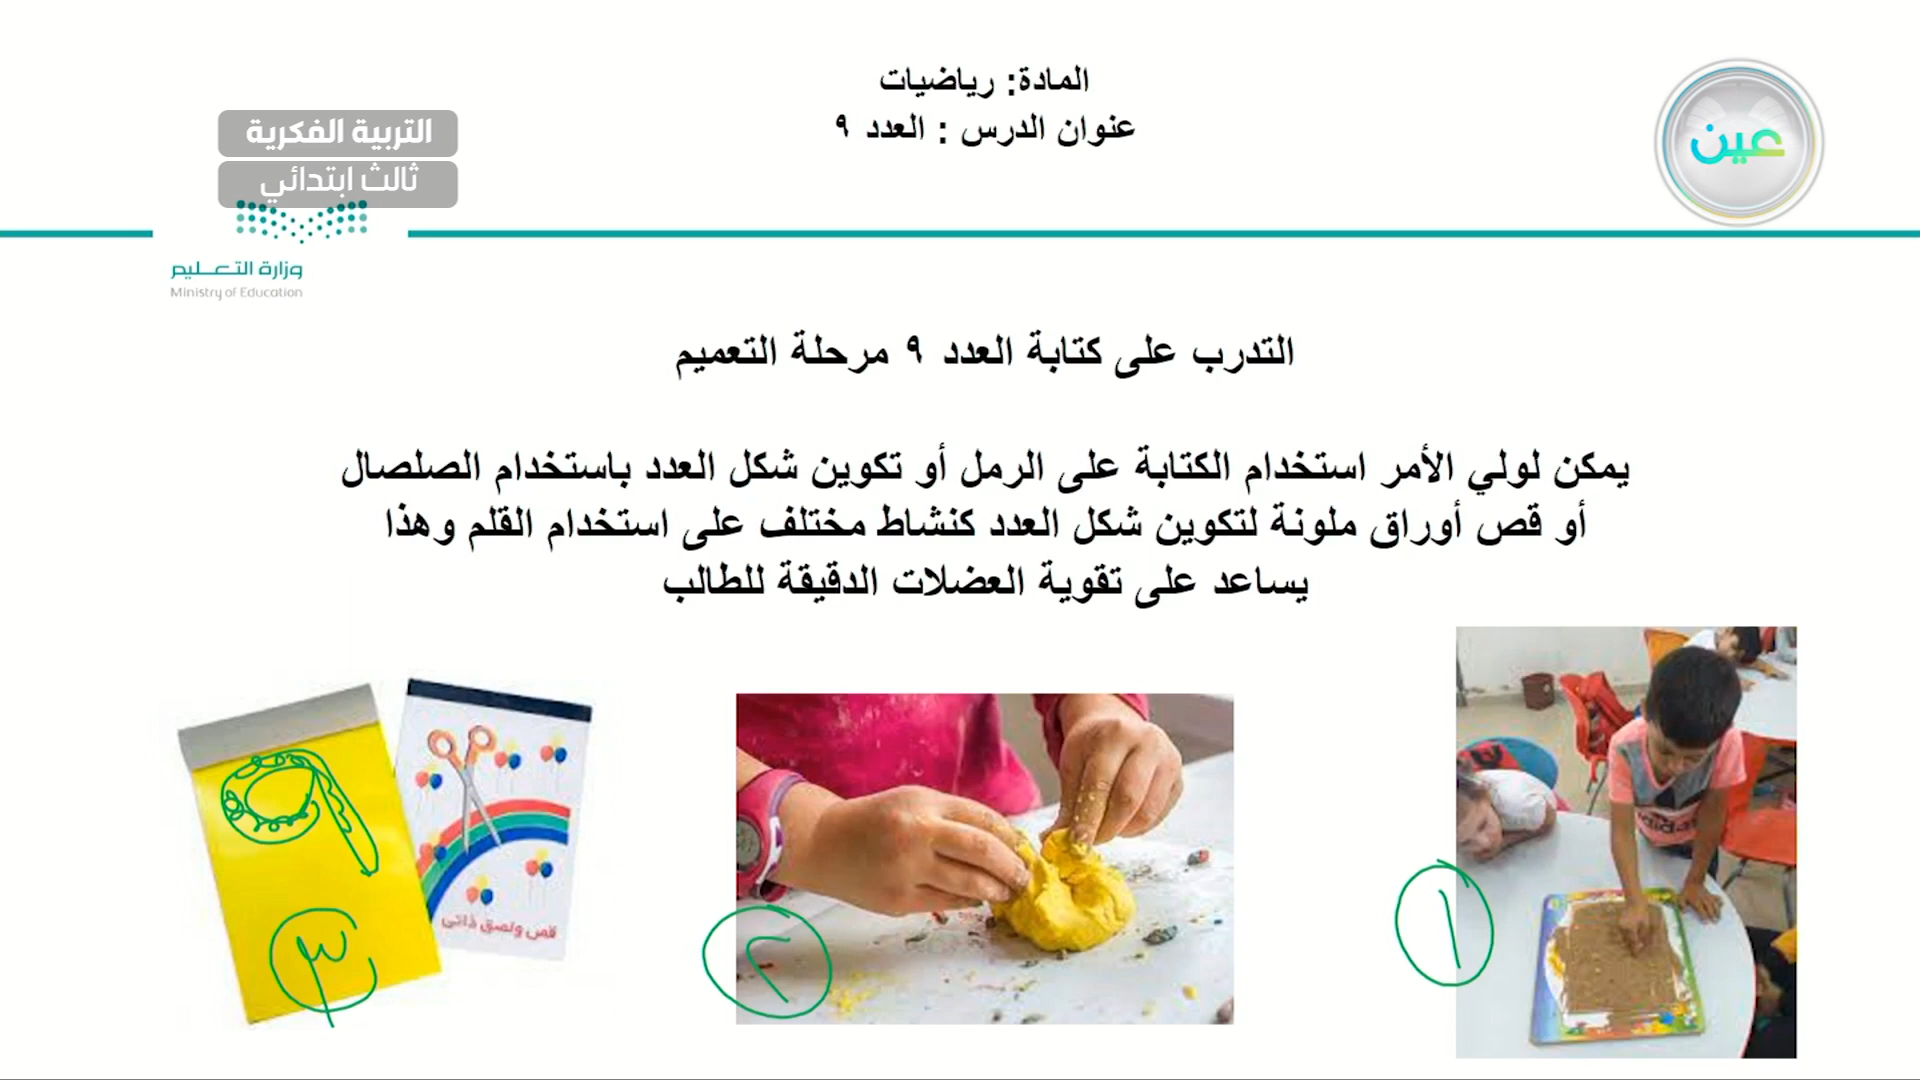 المادة: رياضيات
عنوان الدرس : العدد ٩
عين
التربية الفكرية
ثالث ابتدائي
وزارة التعـليم
Ministry of Education
التدرب على كتابة العدد ٩ مرحلة التعميم
يمكن لولي الأمر استخدام الكتابة على الرمل أو تكوين شكل العدد باستخدام الصلصال
أو قص أوراق ملونة لتكوين شكل العدد كنشاط مختلف على استخدام القلم وهذا
يساعد على تقوية العضلات الدقيقة للطالب
١
adidas
٢
٩
٣
قص ولصق ذاتي